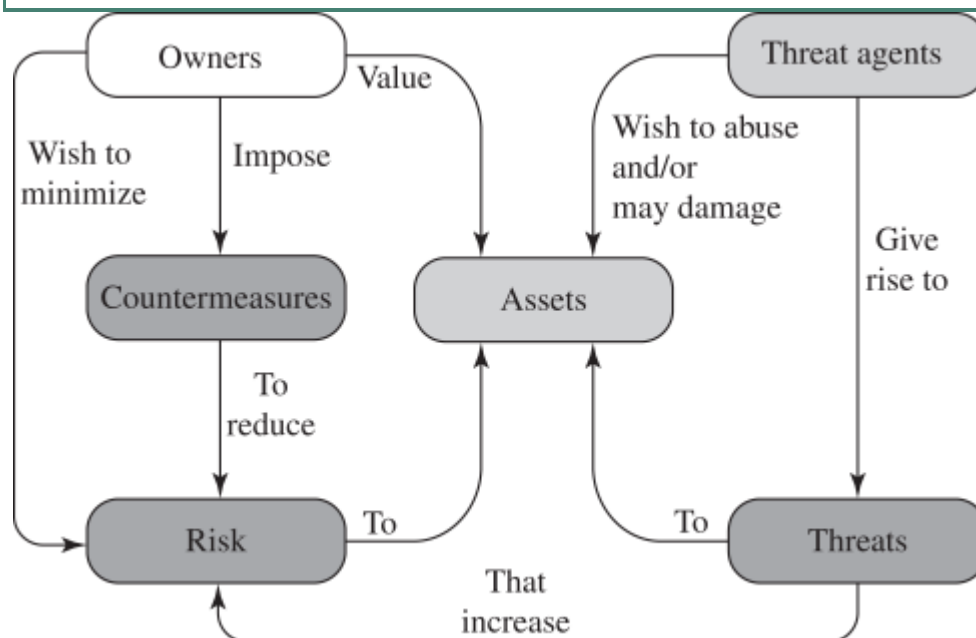 Owners
Value
Threat agents
Wish to
minimize
Impose
Wish to abuse
and/or
may damage
Give
rise to
Countermeasures
Assets
To
reduce
Risk
To
To
Threats
That
increase